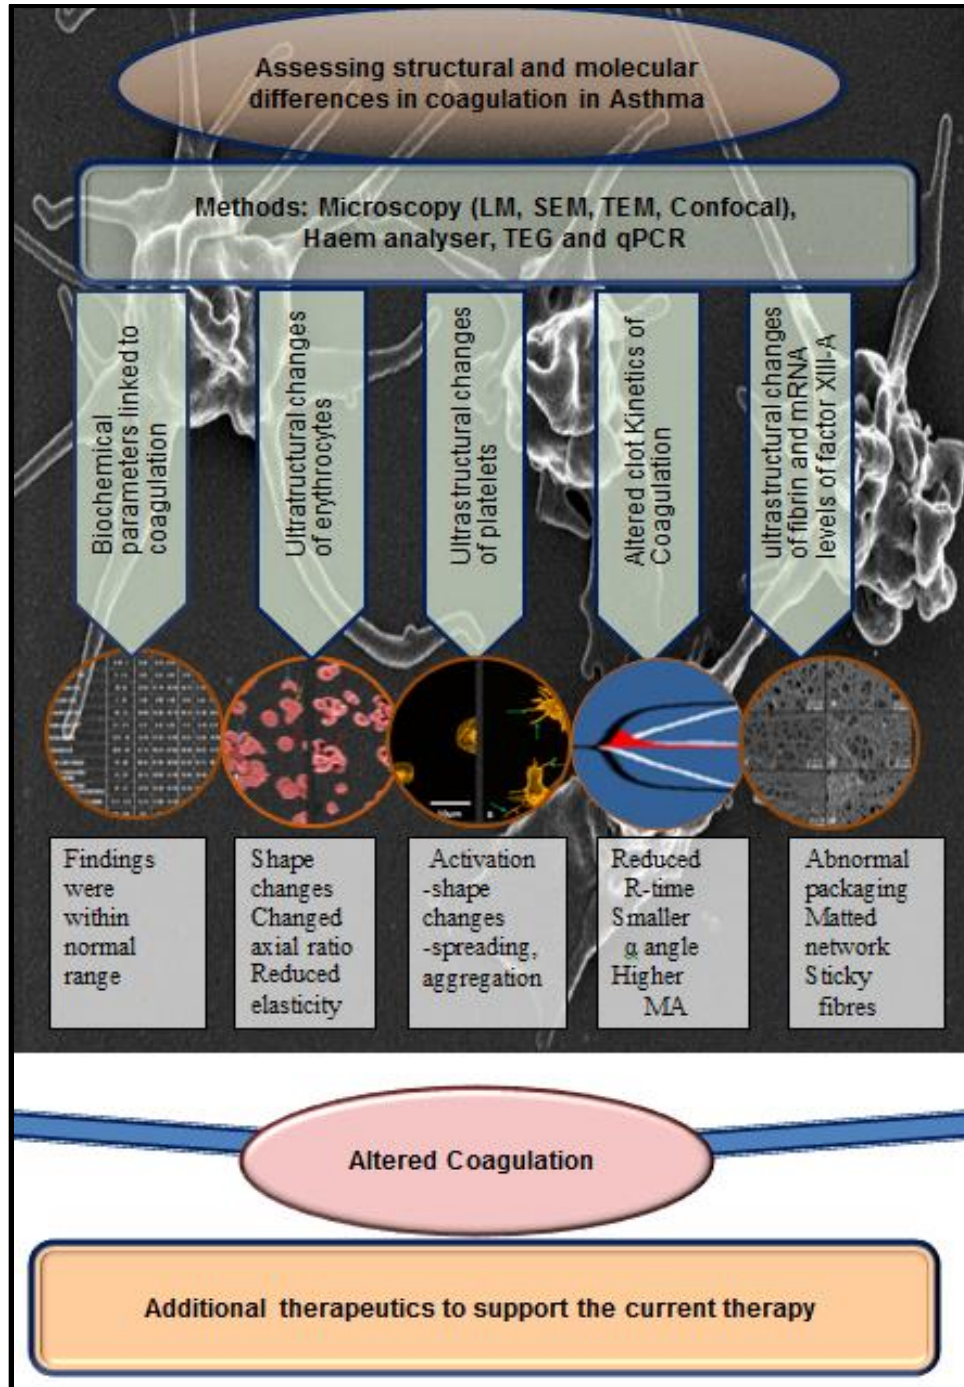 Assessing structural and molecular
differences in coagulation in Asthma
Methods: Microscopy (LM, SEM, TEM, Confocal),
Haem analyser, TEG and qPCR
Biochemical
parameters linked to
coagulation
Ultratructural changes
of erythrocytes
Ultrastructural changes
of platelets
Altered clot Kinetics of
Coagulation
ultrastructural changes
of fibrin and mRNA
levels of factor XIII-A
10μm
Findings
were
within
normal
range
Shape
changes
Changed
axial ratio
Reduced
elasticity
Activation
-shape
changes
-spreading,
aggregation
Reduced
R-time
Smaller
α angle
Higher
MA
Abnormal
packaging
Matted
network
Sticky
fibres
Altered Coagulation
Additional therapeutics to support the current therapy